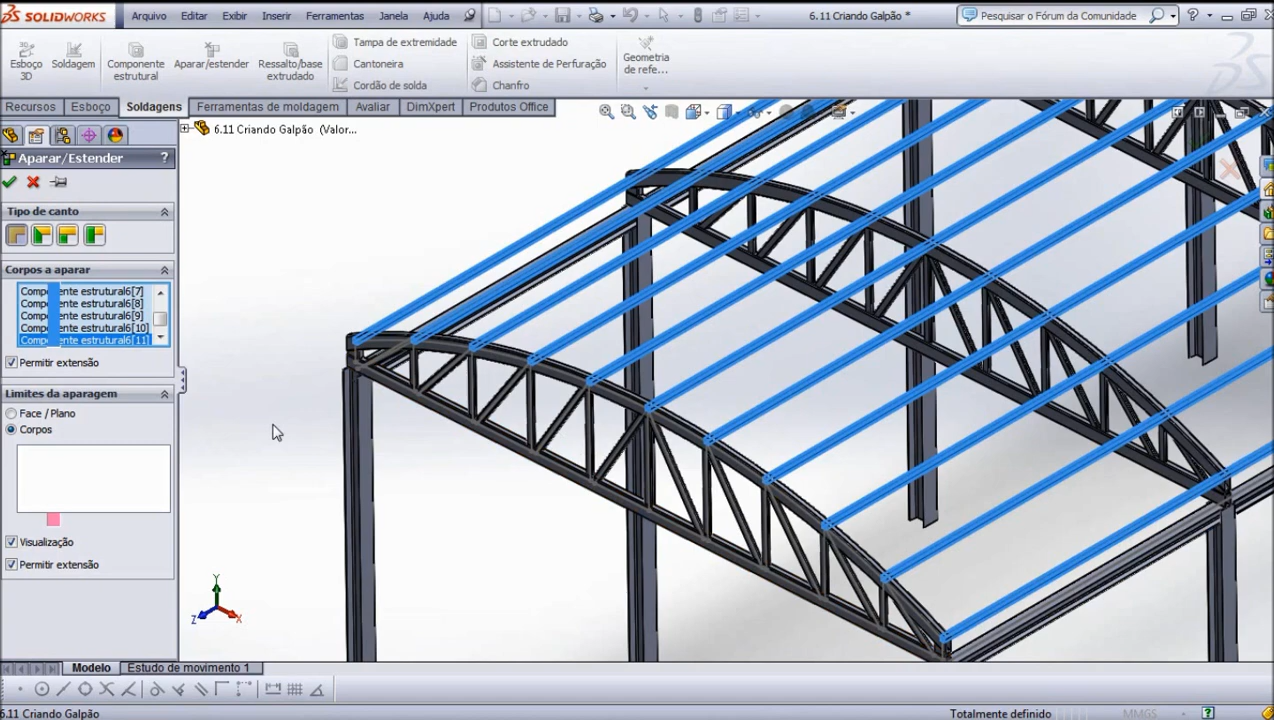 SOLIDWORKS
Arquivo Editar Exibir Inserir Ferramentas Janela Ajuda
6.11 Criando Galpão *
Pesquisar o Fórum da Comunidade
Esboço 3D
Soldagem
Componente estrutural
Aparar/estender
Ressalto/base extrudado
Tampa de extremidade
Cantoneira
Cordão de solda
Corte extrudado
Assistente de Perfuração
Chanfro
Geometria de refe...
Recursos Esboço Soldagens Ferramentas de moldagem Avaliar DimXpert Produtos Office
6.11 Criando Galpão (Valor...
Aparar/Estender ?
Tipo de canto
Corpos a aparar
Componente estrutural6[7]
Componente estrutural6[8]
Componente estrutural6[9]
Componente estrutural6[10]
Componente estrutural6[11]
Permitir extensão
Limites da aparagem
Face / Plano
Corpos
Visualização
Permitir extensão
Y
Z X
Modelo Estudo de movimento 1
6.11 Criando Galpão
Totalmente definido MMGS